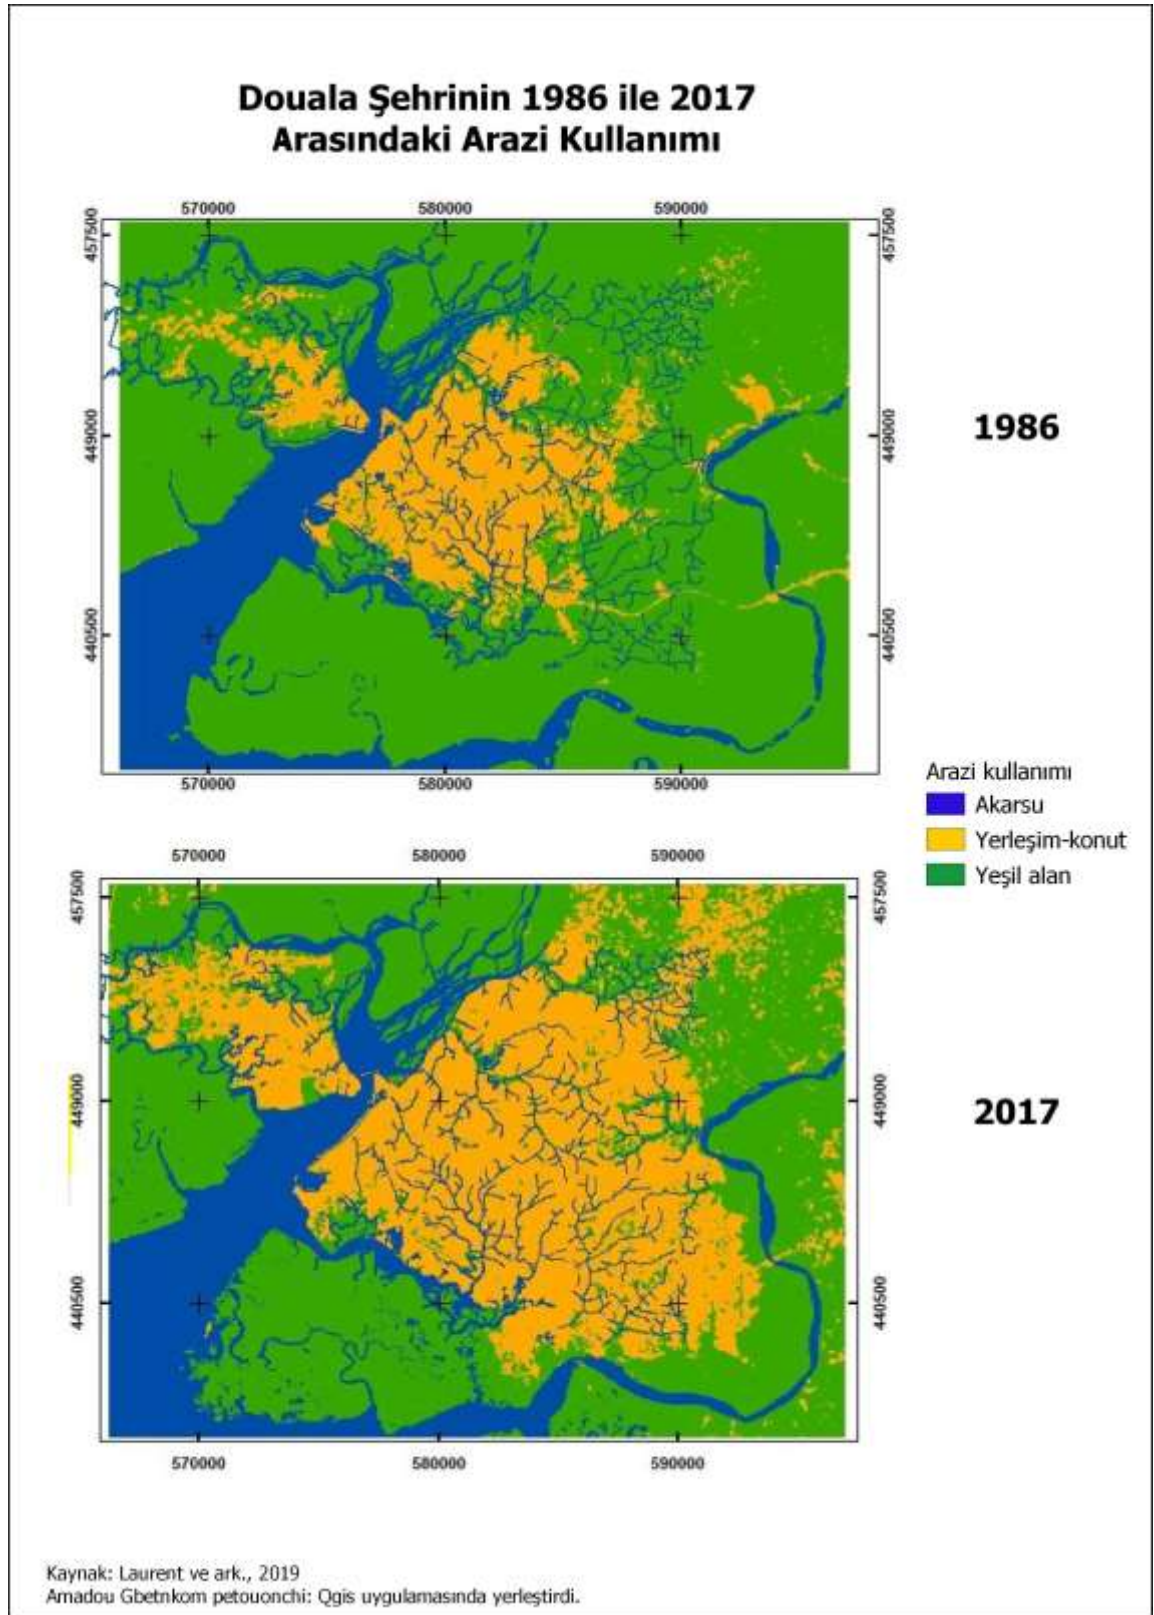 Douala Şehrinin 1986 ile 2017
Arasındaki Arazi Kullanımı
570000 580000 590000
457500 457500
449000 449000
1986
440500 440500
570000 580000 590000
Arazi kullanımı
Akarsu
Yerleşim-konut
Yeşil alan
570000 580000 590000
457500 457500
449000 449000
2017
440500 440500
570000 580000 590000
Kaynak: Laurent ve ark., 2019
Amadou Gbetnkom petouonchi: Qgis uygulamasında yerleştirdi.